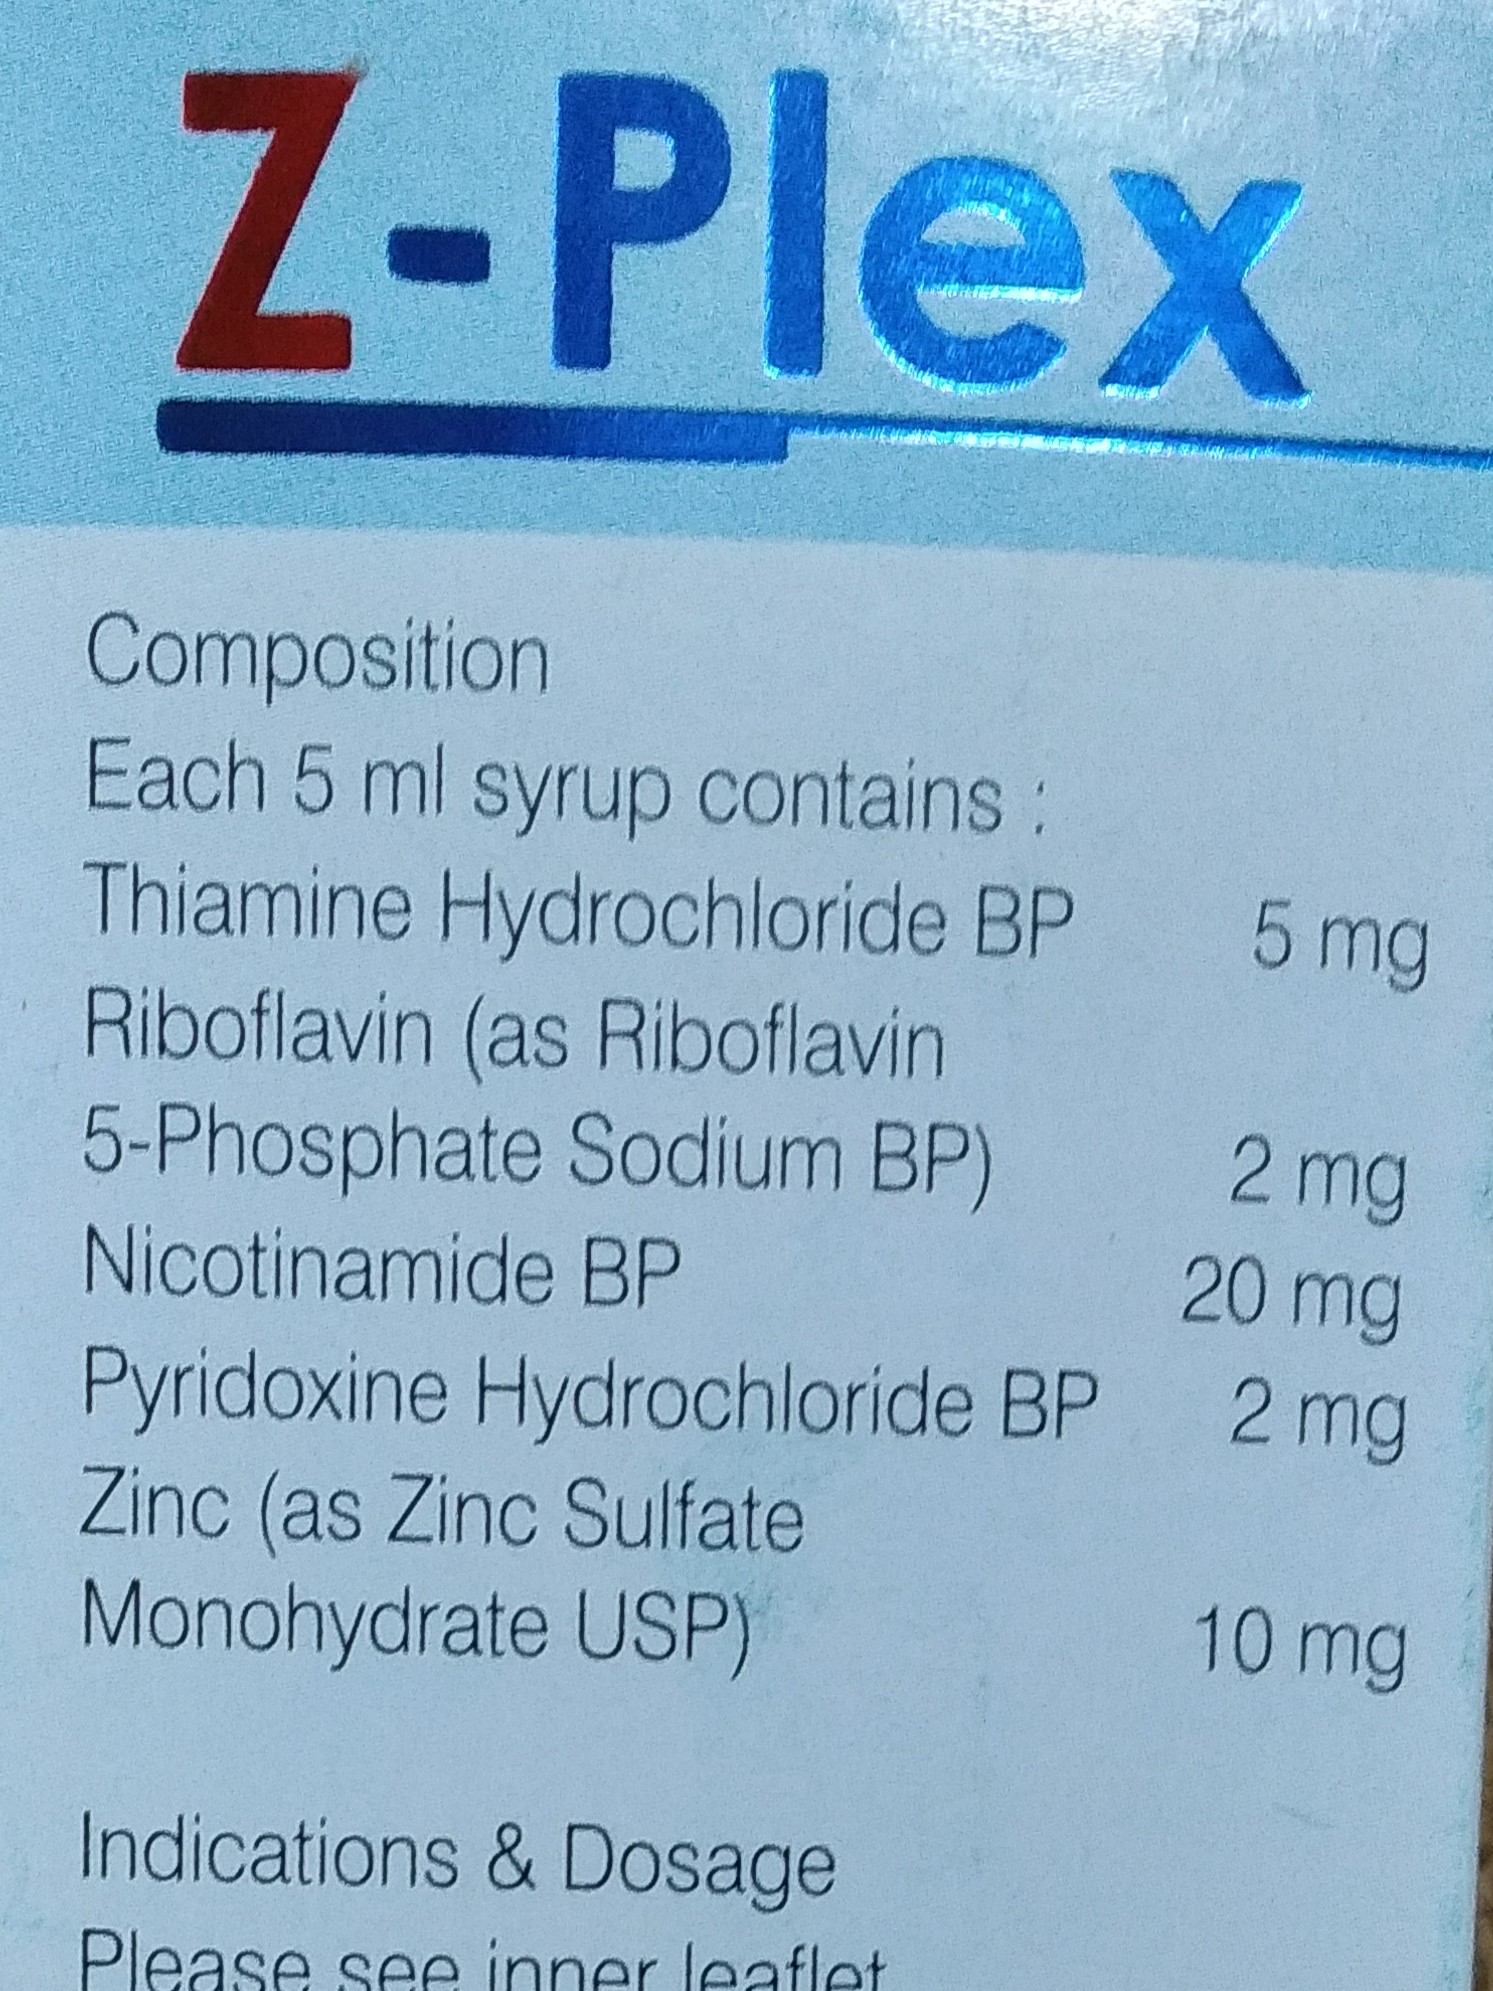 Z-Plex
Composition
Each 5 ml syrup contains :
Thiamine Hydrochloride BP 5 mg
Riboflavin (as Riboflavin
5-Phosphate Sodium BP) 2 mg
Nicotinamide BP 20 mg
Pyridoxine Hydrochloride BP 2 mg
Zinc (as Zinc Sulfate
Monohydrate USP) 10 mg
Indications & Dosage
Please see inner leaflet